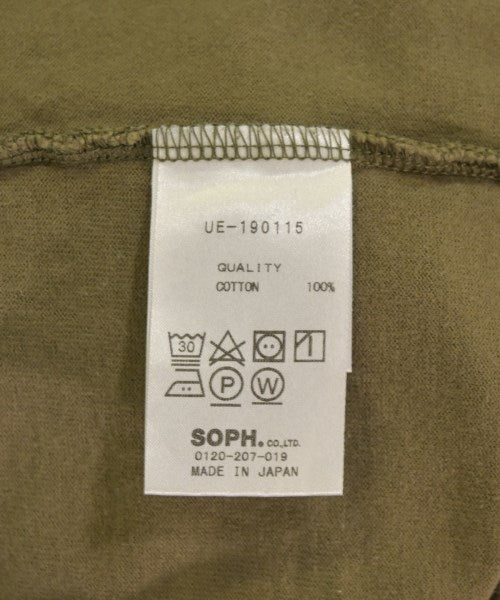 UE-190115
QUALITY
COTTON 100%
30
P W
SOPH. CO.,LTD.
0120-207-019
MADE IN JAPAN